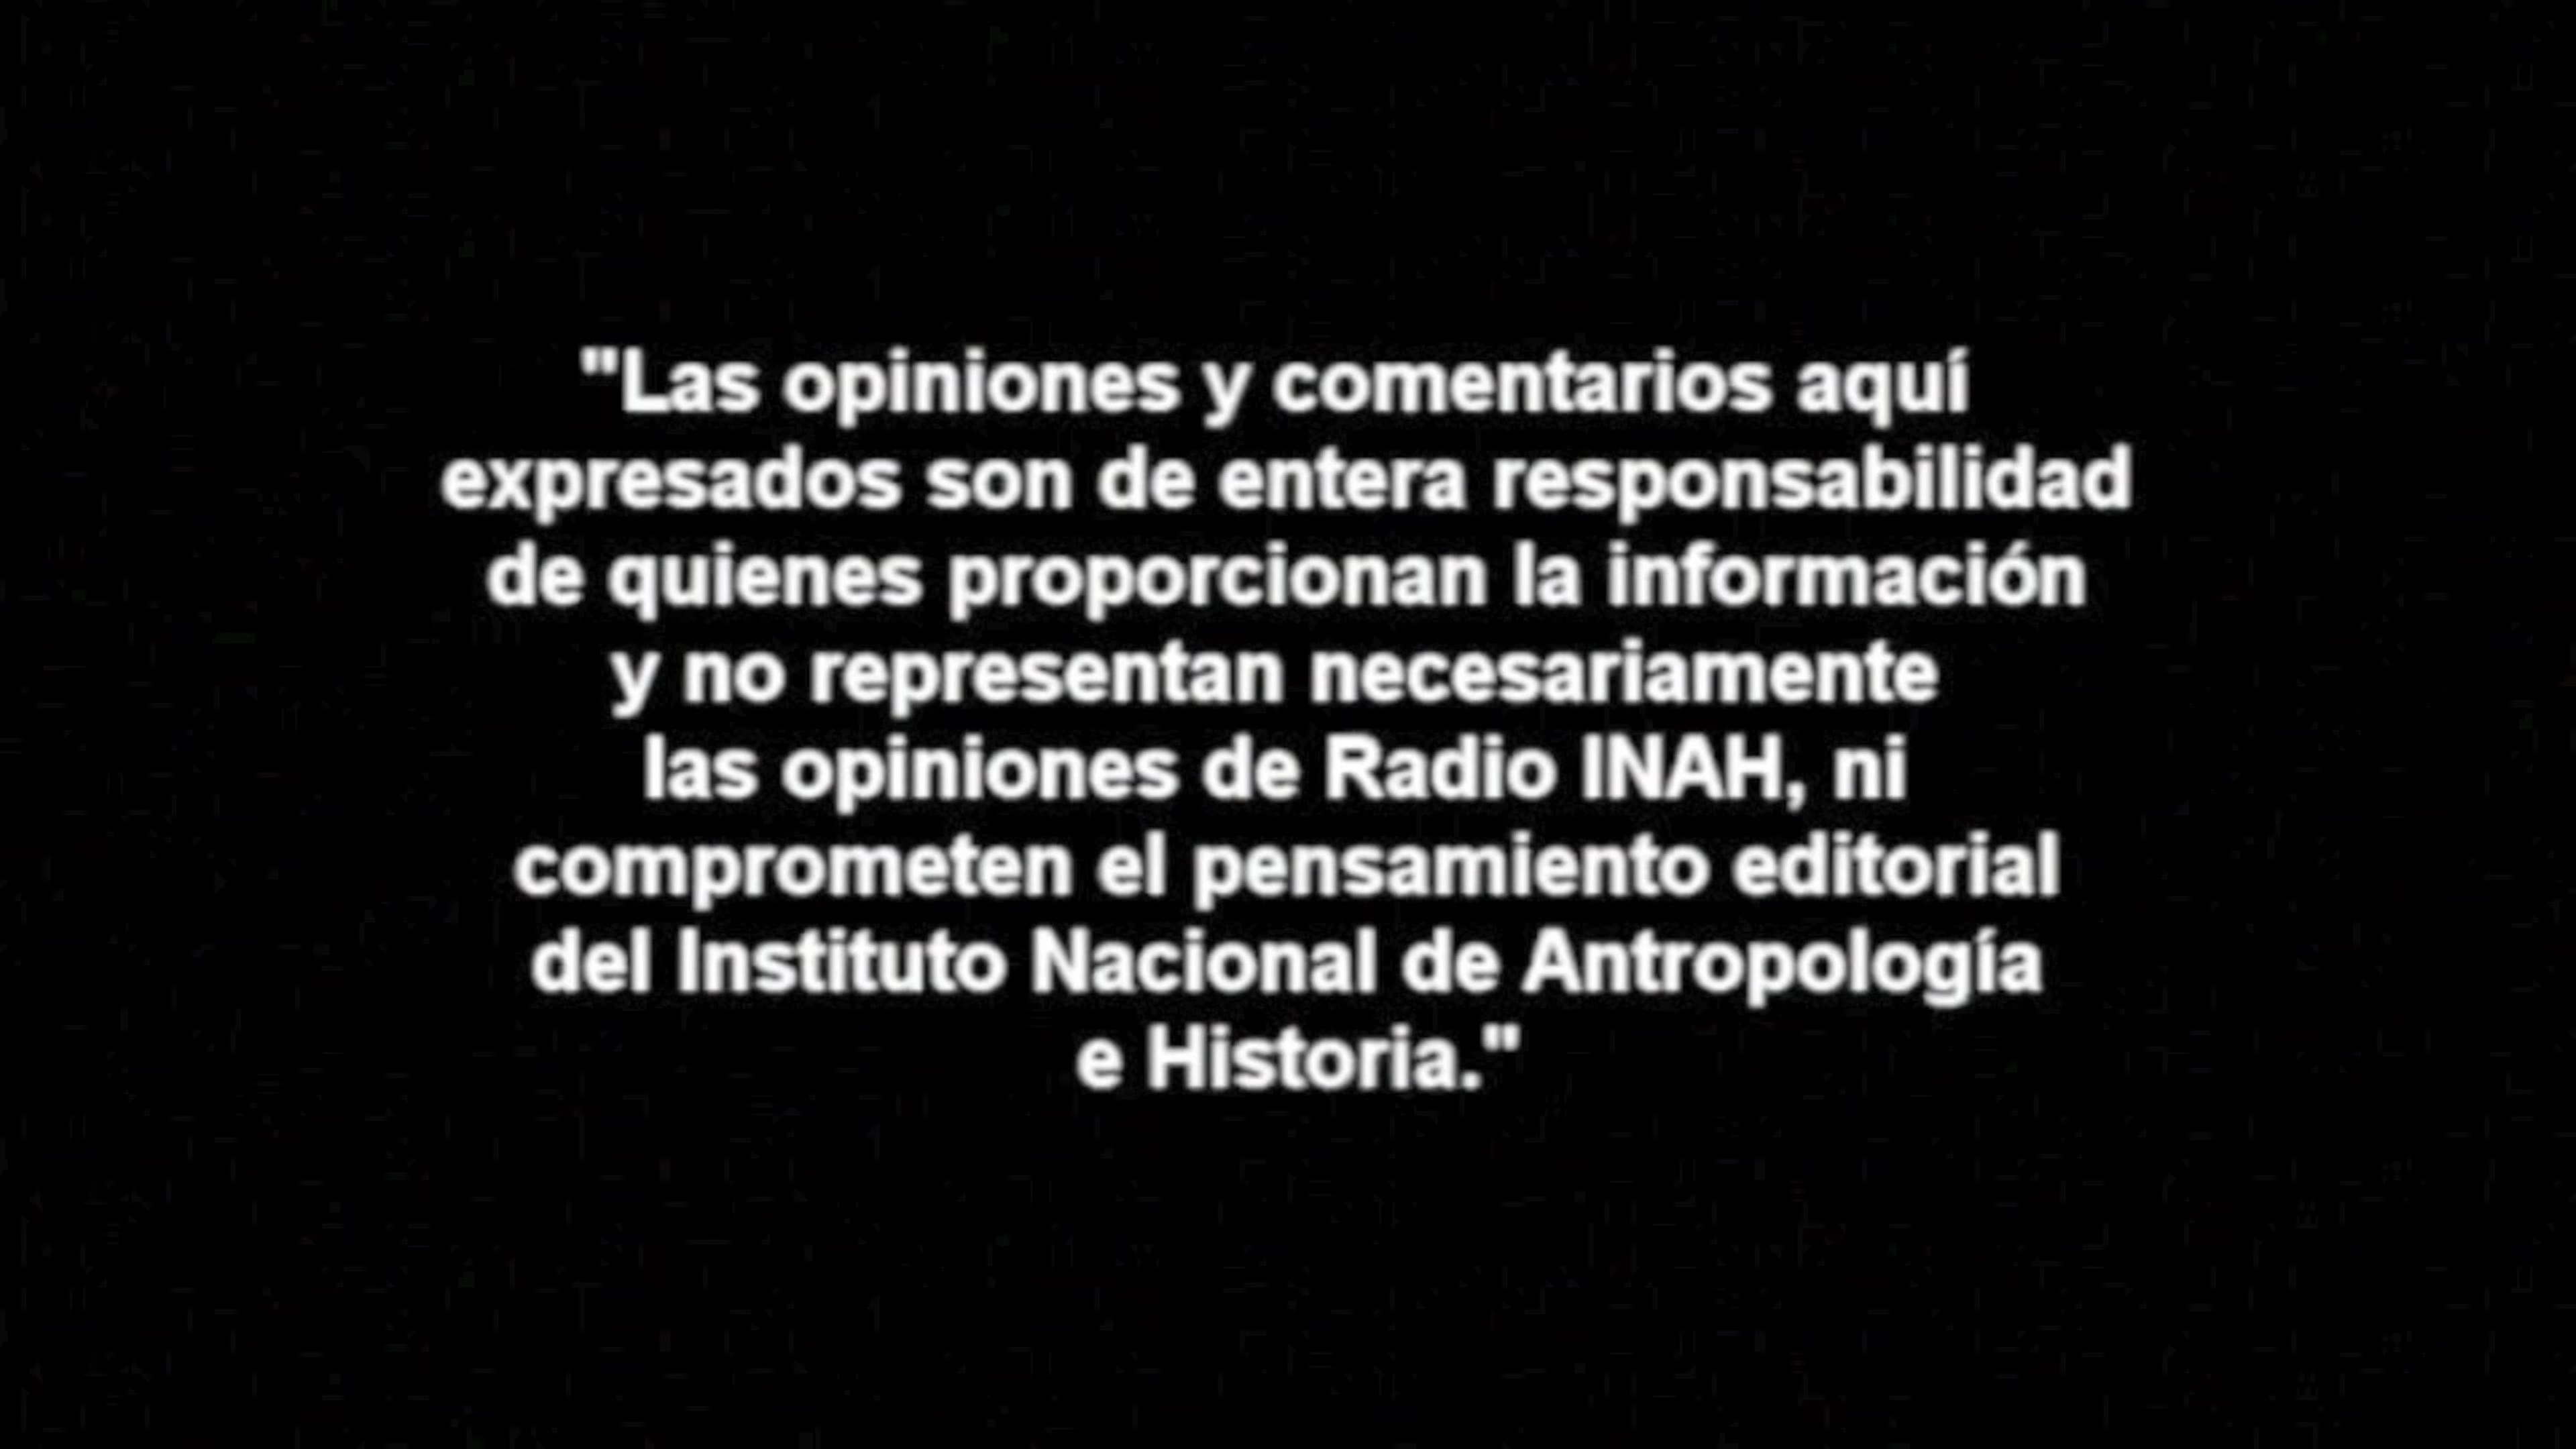 "Las opiniones y comentarios aquí
expresados son de entera responsabilidad
de quienes proporcionan la información
y no representan necesariamente
las opiniones de Radio INAH, ni
comprometen el pensamiento editorial
del Instituto Nacional de Antropología
e Historia."